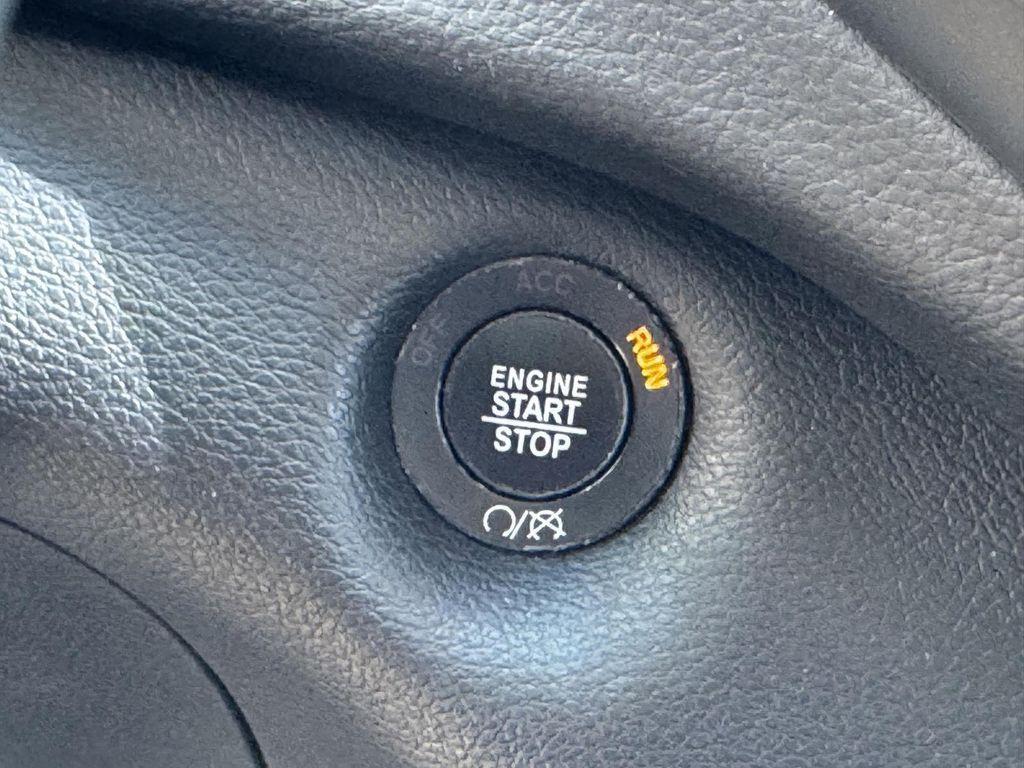 ACC
OFF
RUN
ENGINE
START
STOP